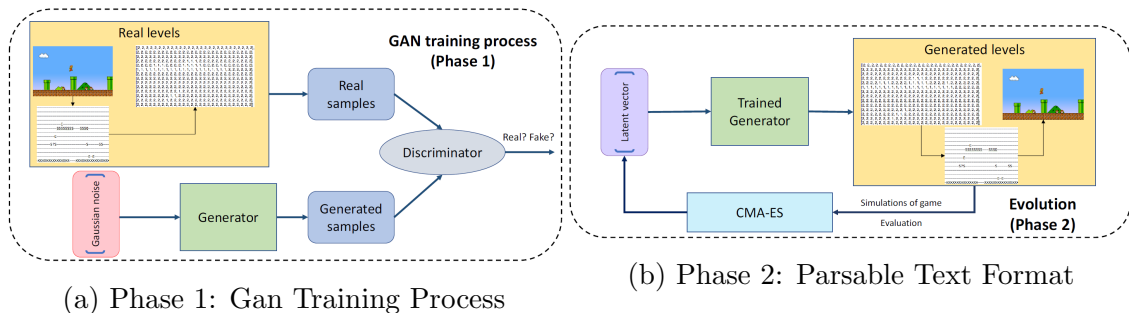 Real levels
GAN training process
(Phase 1)
Real
samples
Real? Fake?
Discriminator
Gaussian noise
Generator
Generated
samples
(a) Phase 1: Gan Training Process
Generated levels
Latent vector
Trained
Generator
CMA-ES
Simulations of game
Evaluation
Evolution
(Phase 2)
(b) Phase 2: Parsable Text Format